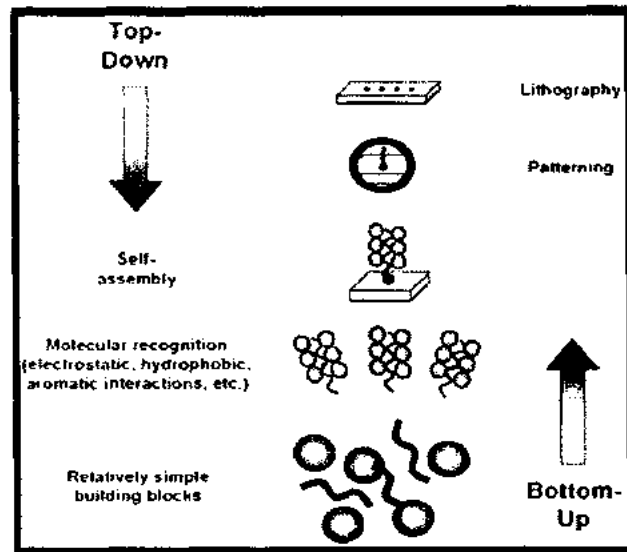 Top-
Down
Lithography
Patterning
Self-
assembly
Molecular recognition
(electrostatic, hydrophobic,
aromatic interactions, etc.)
Relatively simple
building blocks
Bottom-
Up